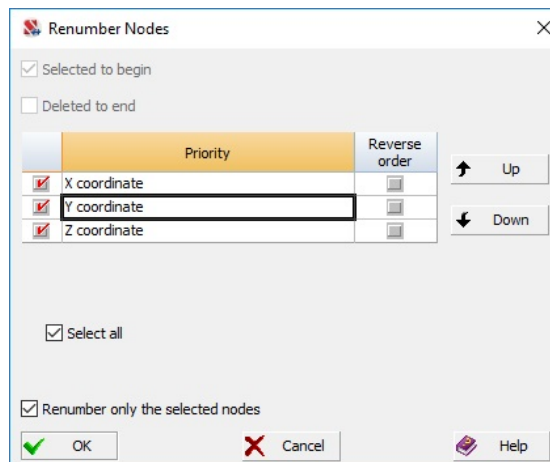 Renumber Nodes
Selected to begin
Deleted to end
Priority
Reverse order
X coordinate
Y coordinate
Z coordinate
Up
Down
Select all
Renumber only the selected nodes
OK
Cancel
Help